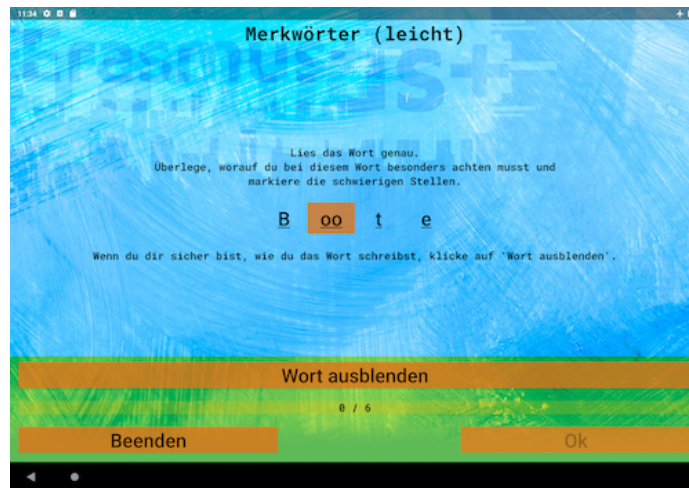 11:34
Merkwörter (leicht)
Erasmus+
Lies das Wort genau.
Überlege, worauf du bei diesem Wort besonders achten musst und
markiere die schwierigen Stellen.
B oo t e
Wenn du dir sicher bist, wie du das Wort schreibst, klicke auf 'Wort ausblenden'.
Wort ausblenden
0 / 6
Beenden Ok